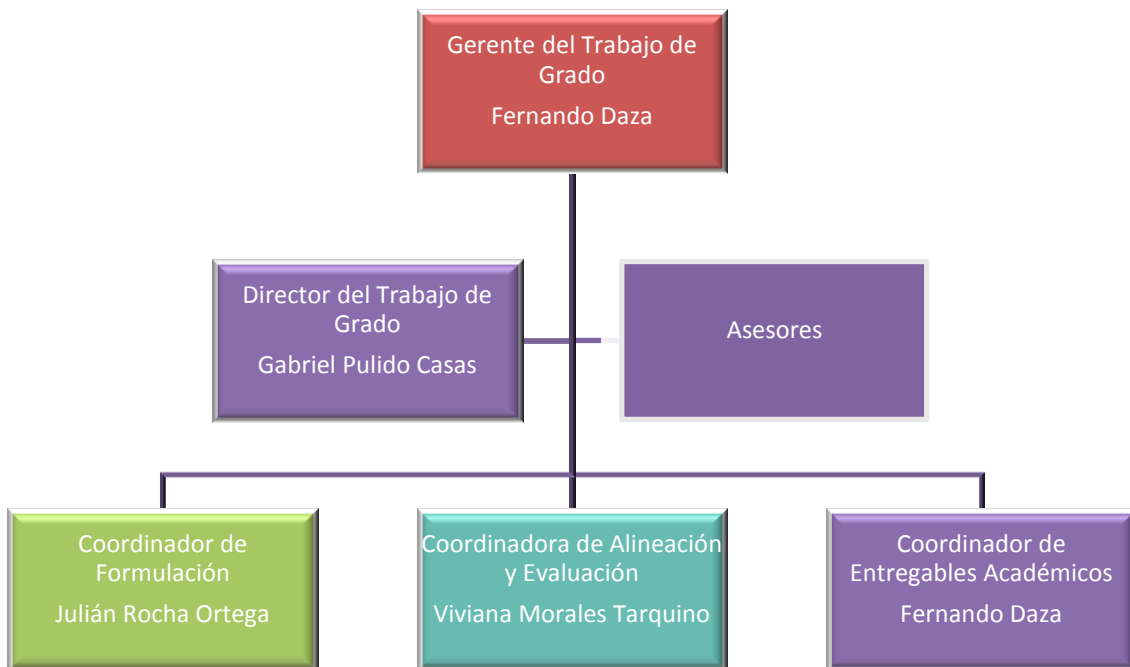 Gerente del Trabajo de
Grado
Fernando Daza
Director del Trabajo de
Grado
Gabriel Pulido Casas
Asesores
Coordinador de
Formulación
Julián Rocha Ortega
Coordinadora de Alineación
y Evaluación
Viviana Morales Tarquino
Coordinador de
Entregables Académicos
Fernando Daza